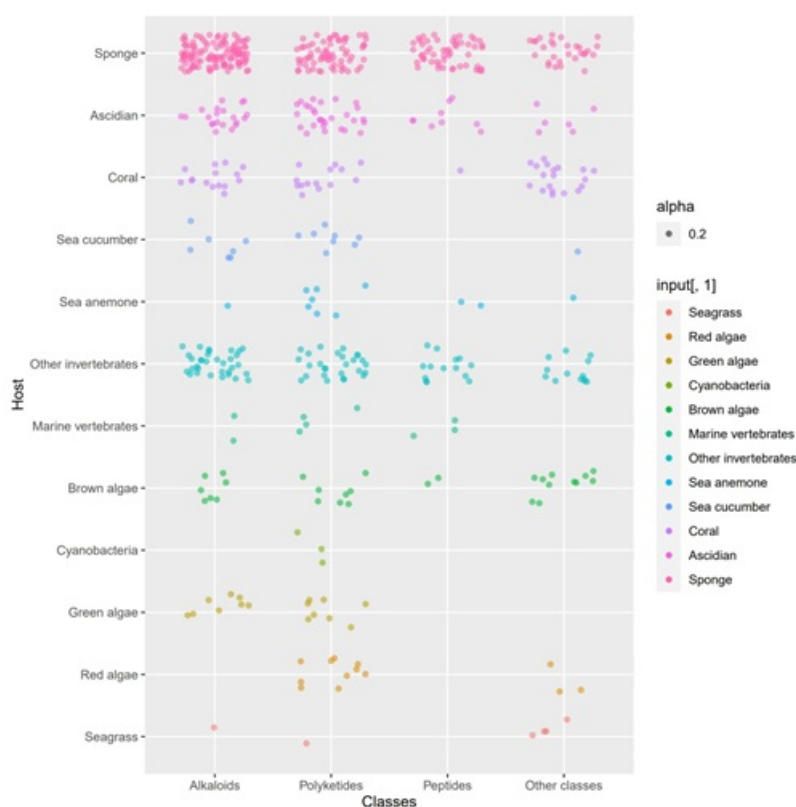 Sponge
Ascidian
Coral
Sea cucumber
Sea anemone
Other invertebrates
Marine vertebrates
Brown algae
Cyanobacteria
Green algae
Red algae
Seagrass
Host
Alkaloids Polyketides Peptides Other classes
Classes
alpha
0.2
input[, 1]
Seagrass
Red algae
Green algae
Cyanobacteria
Brown algae
Marine vertebrates
Other invertebrates
Sea anemone
Sea cucumber
Coral
Ascidian
Sponge